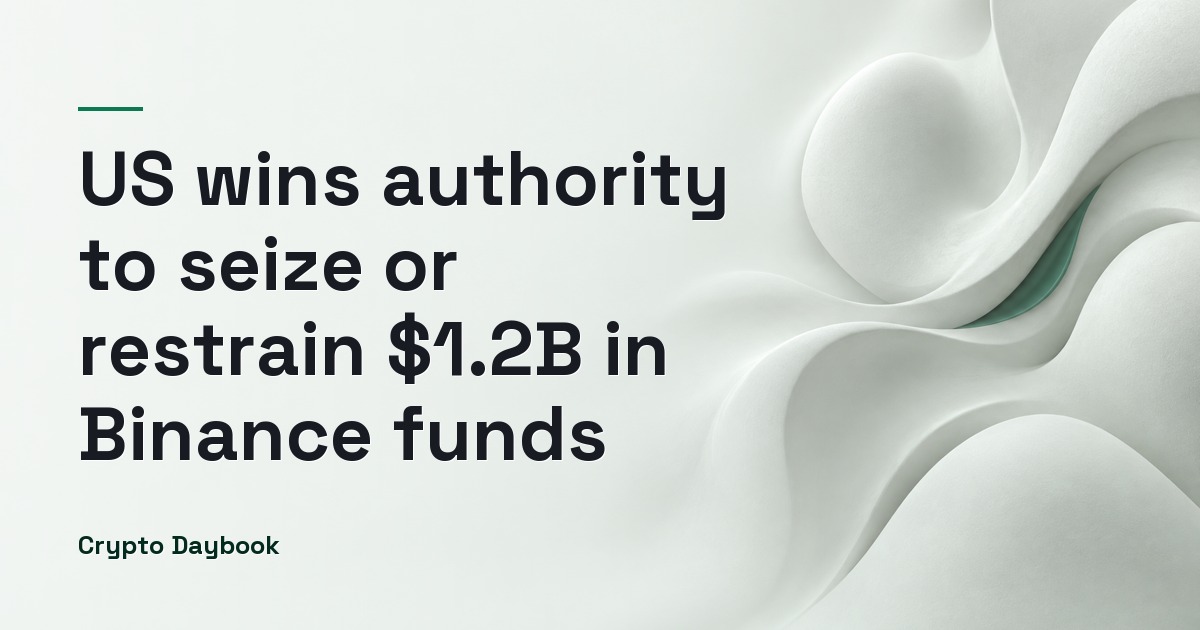 US wins authority
to seize or
restrain $1.2B in
Binance funds
Crypto Daybook